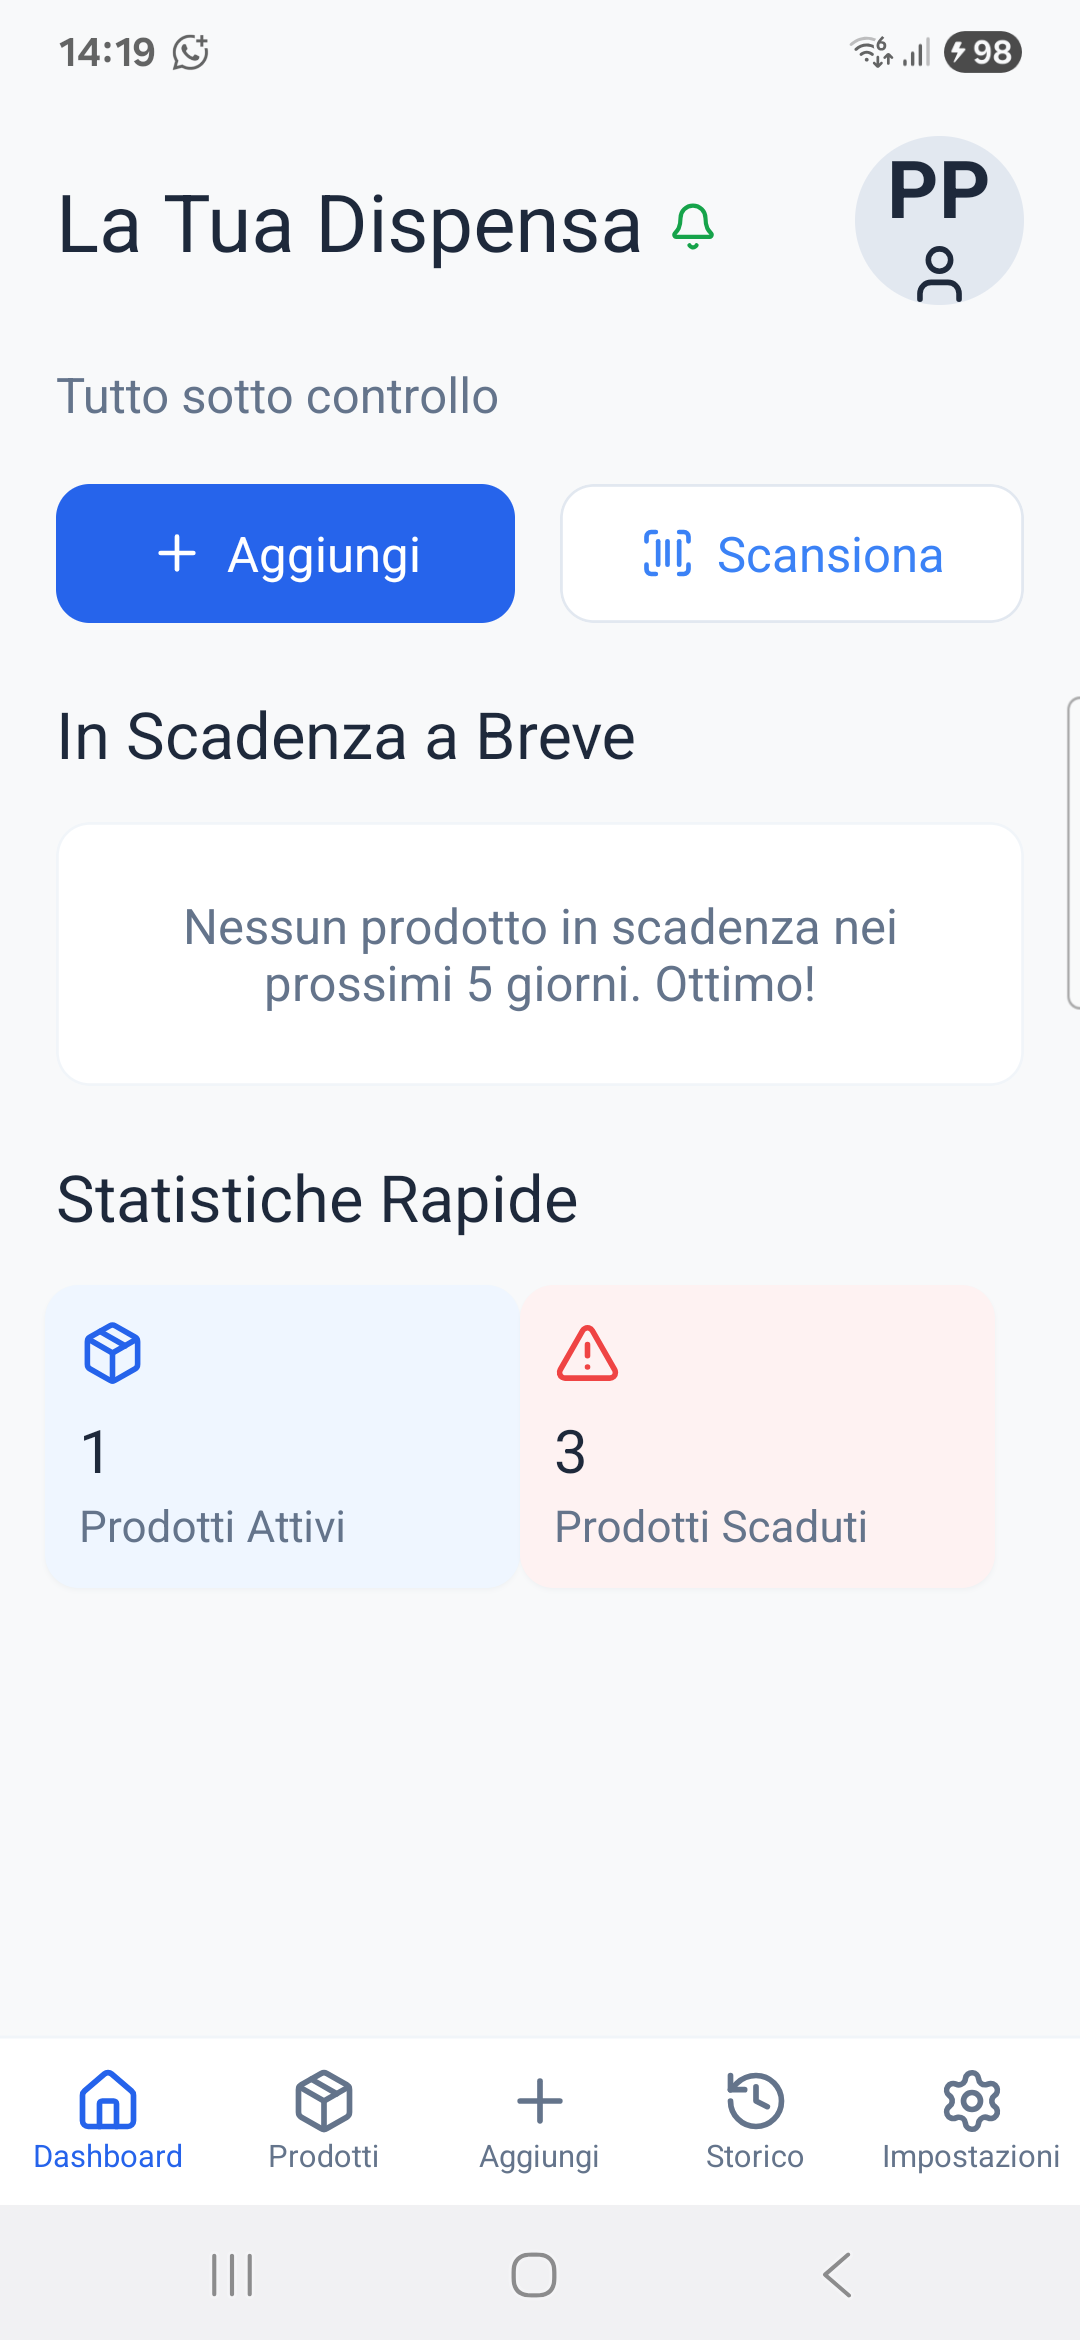 14:19
6
98
La Tua Dispensa
PP
Tutto sotto controllo
Aggiungi
Scansiona
In Scadenza a Breve
Nessun prodotto in scadenza nei
prossimi 5 giorni. Ottimo!
Statistiche Rapide
1
Prodotti Attivi
3
Prodotti Scaduti
Dashboard
Prodotti
Aggiungi
Storico
Impostazioni